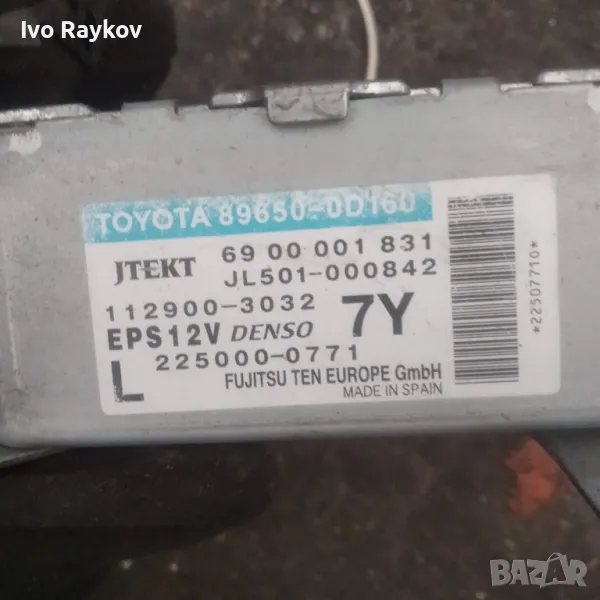 Ivo Raykov
TOYOTA 89650-0D160
JTEKT 69 00 001 831
JL501-000842
112900-3032 7Y
EPS12V DENSO
L 225000-0771
FUJITSU TEN EUROPE GmbH
MADE IN SPAIN
*22507710*
BAZAR